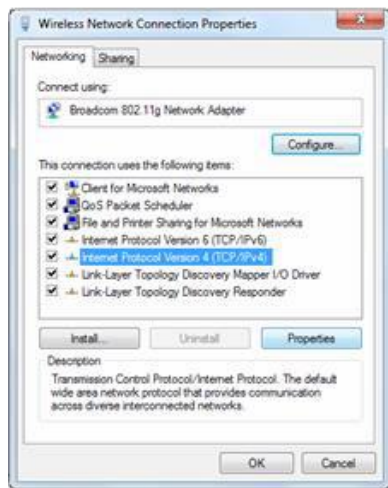 Wireless Network Connection Properties
Networking Sharing
Connect using:
Broadcom 802.11g Network Adapter
Configure...
This connection uses the following items:
Client for Microsoft Networks
QoS Packet Scheduler
File and Printer Sharing for Microsoft Networks
Internet Protocol Version 6 (TCP/IPv6)
Internet Protocol Version 4 (TCP/IPv4)
Link-Layer Topology Discovery Mapper I/O Driver
Link-Layer Topology Discovery Responder
Install... Uninstall Properties
Description
Transmission Control Protocol/Internet Protocol. The default
wide area network protocol that provides communication
across diverse interconnected networks.
OK Cancel